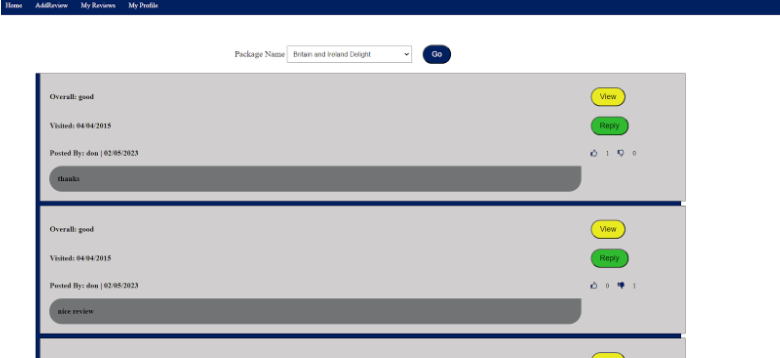 Home AddReview My Reviews My Profile
Package Name Britain and Ireland Delight Go
Overall: good View
Visited: 04/04/2015 Reply
Posted By: don | 02/05/2023 1 0
thanks
Overall: good View
Visited: 04/04/2015 Reply
Posted By: don | 02/05/2023 0 1
nice review